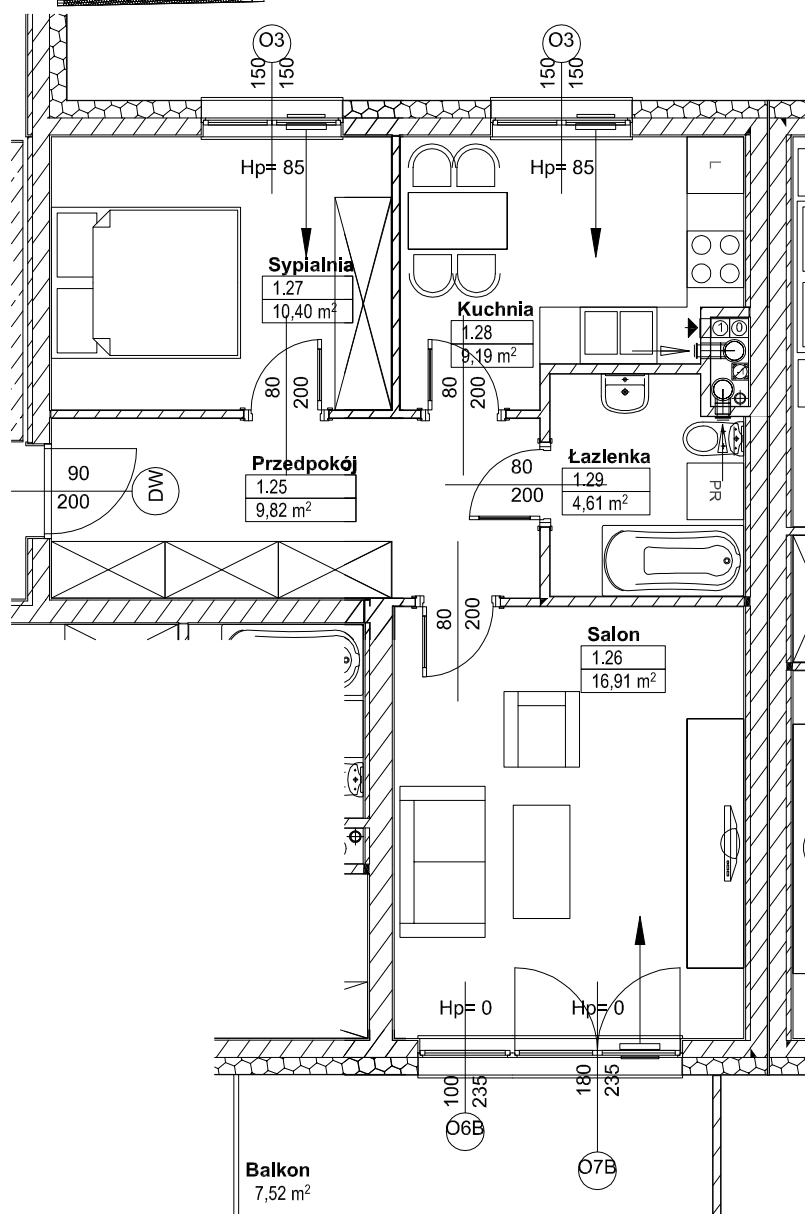 O3
O3
150
150
150
150
Hp= 85
Hp= 85
L
Sypialnia
1.27
10,40 m²
Kuchnia
1.28
9,19 m²
1
0
80
200
80
200
90
200
DW
Przedpokój
1.25
9,82 m²
80
200
Łazienka
1.29
4,61 m²
PR
80
200
Salon
1.26
16,91 m²
Hp= 0
Hp= 0
100
235
180
235
O6B
O7B
Balkon
7,52 m²